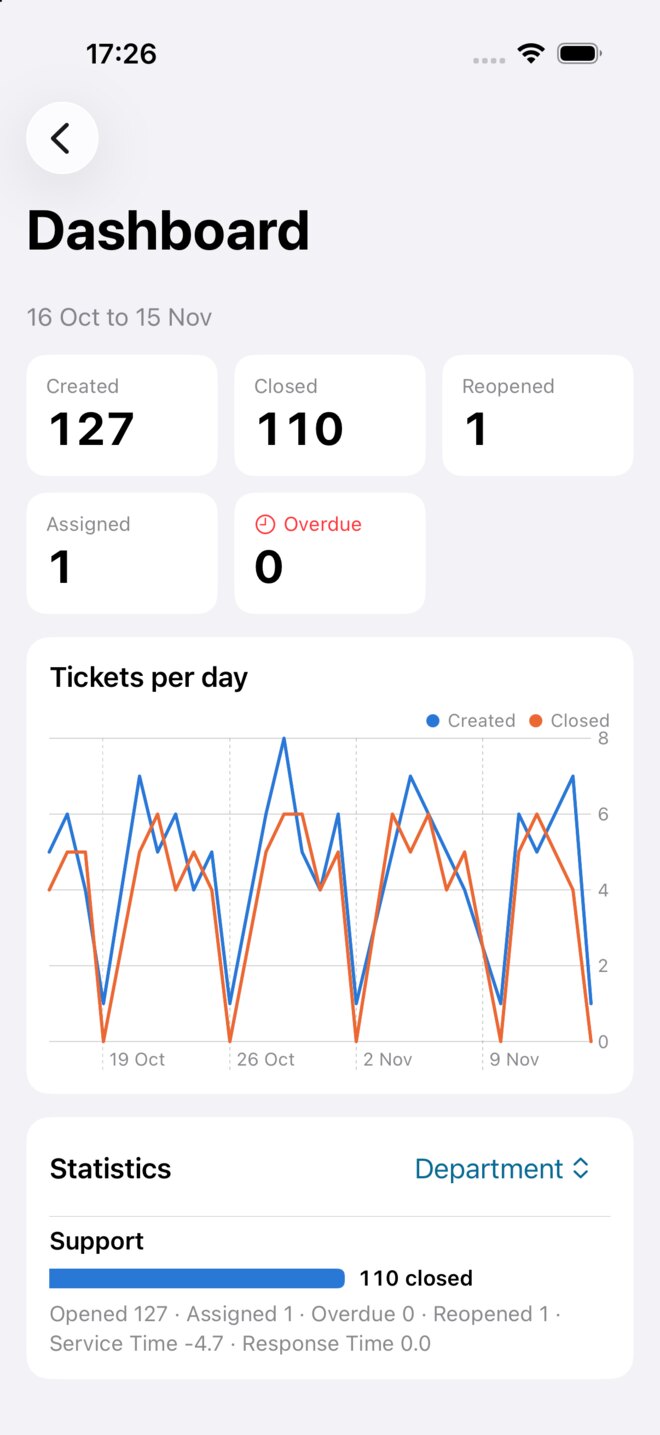 17:26
Dashboard
16 Oct to 15 Nov
Created
127
Closed
110
Reopened
1
Assigned
1
Overdue
0
Tickets per day
Created Closed
8
6
4
2
0
19 Oct 26 Oct 2 Nov 9 Nov
Statistics
Department
Support
110 closed
Opened 127 · Assigned 1 · Overdue 0 · Reopened 1 ·
Service Time -4.7 · Response Time 0.0